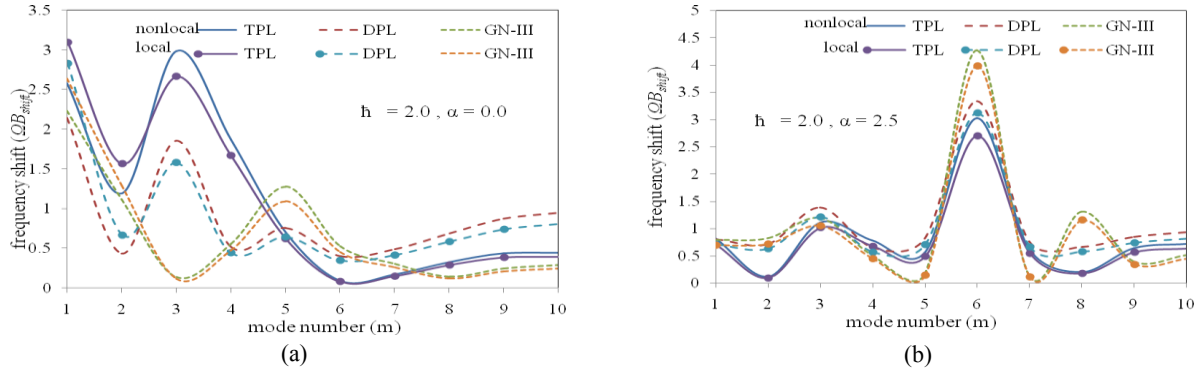 3.5
3
2.5
2
1.5
1
0.5
0
frequency shift (ΩB_shift)
nonlocal TPL DPL GN-III
local TPL DPL GN-III
ħ = 2.0 , α = 0.0
1 2 3 4 5 6 7 8 9 10
mode number (m)
(a)
5
4.5
4
3.5
3
2.5
2
1.5
1
0.5
0
frequency shift (ΩB_shift)
nonlocal TPL DPL GN-III
local TPL DPL GN-III
ħ = 2.0 , α = 2.5
1 2 3 4 5 6 7 8 9 10
mode number (m)
(b)